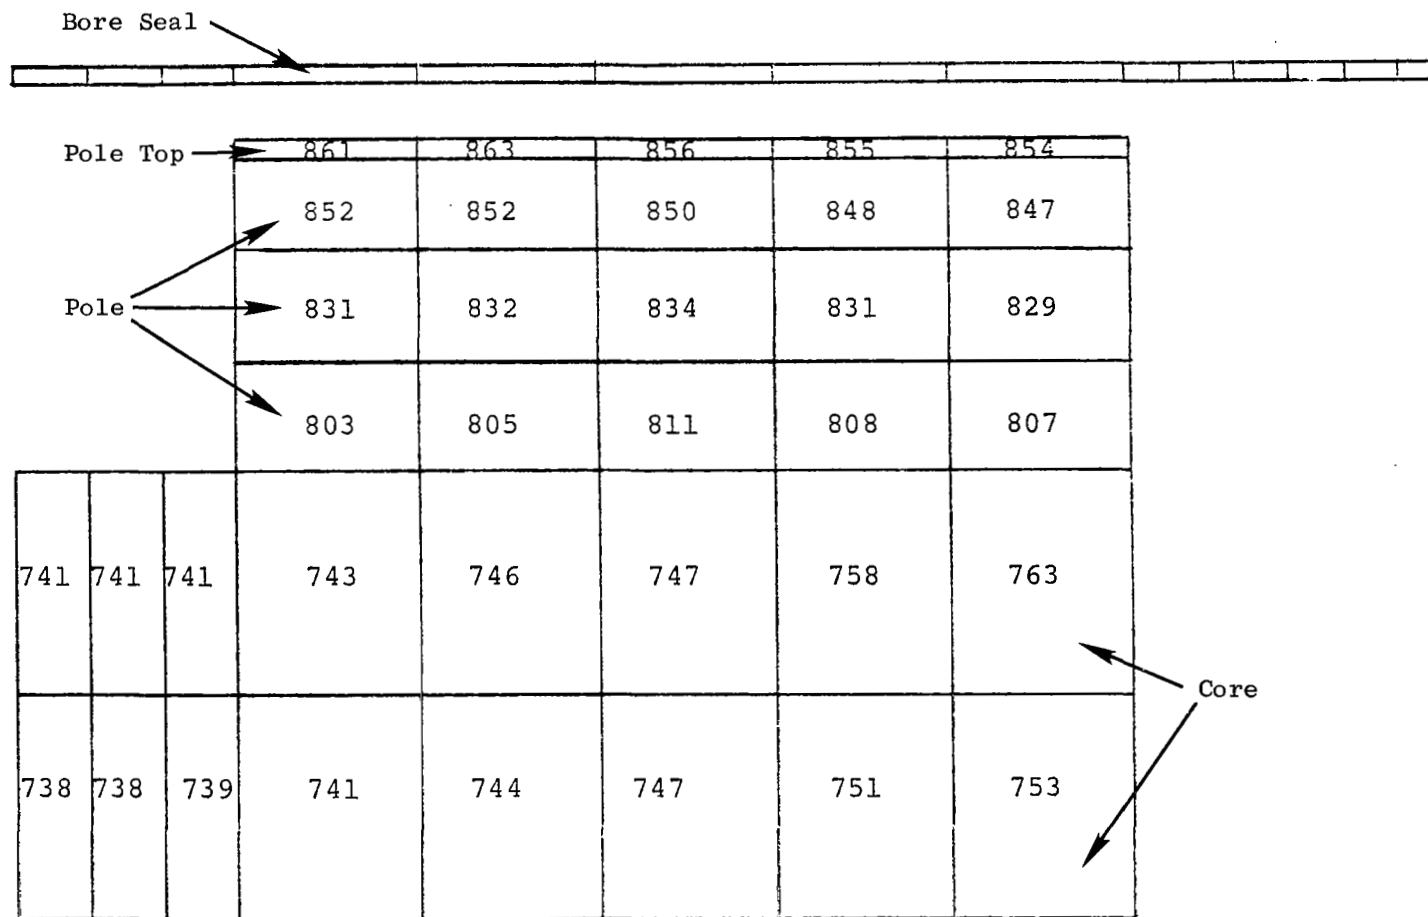 Bore Seal
Pole Top 861 863 856 855 854
852 852 850 848 847
Pole 831 832 834 831 829
803 805 811 808 807
741 741 741 743 746 747 758 763
Core
738 738 739 741 744 747 751 753